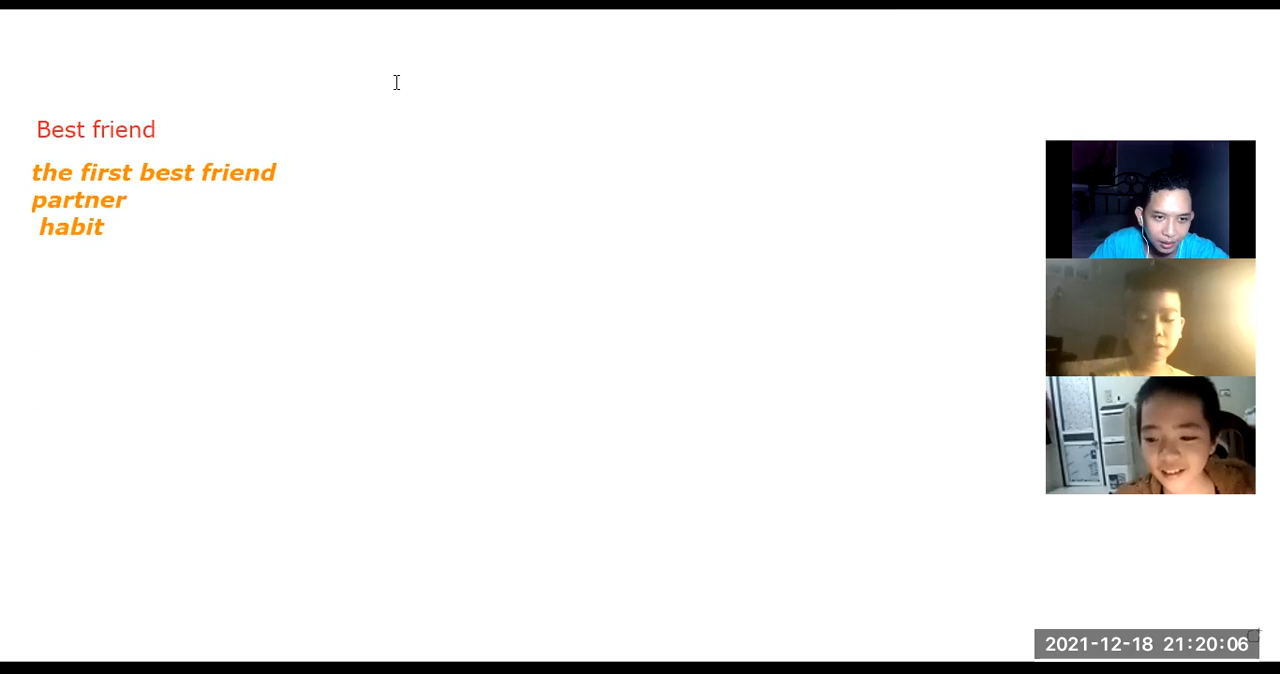 Best friend
the first best friend
partner
habit
2021-12-18 21:20:06